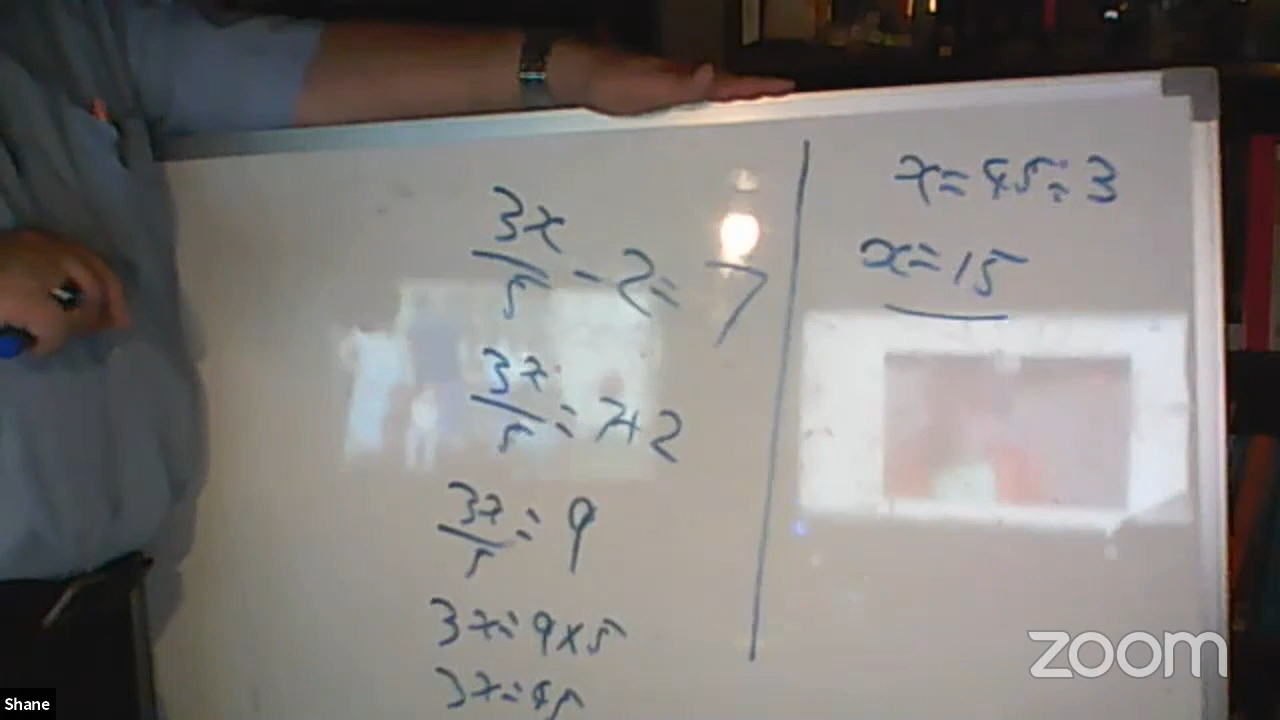 3x/5 - 2 = 7
3x/5 = 7+2
3x/5 = 9
3x = 9x5
3x = 45
x = 45 ÷ 3
x = 15
zoom
Shane